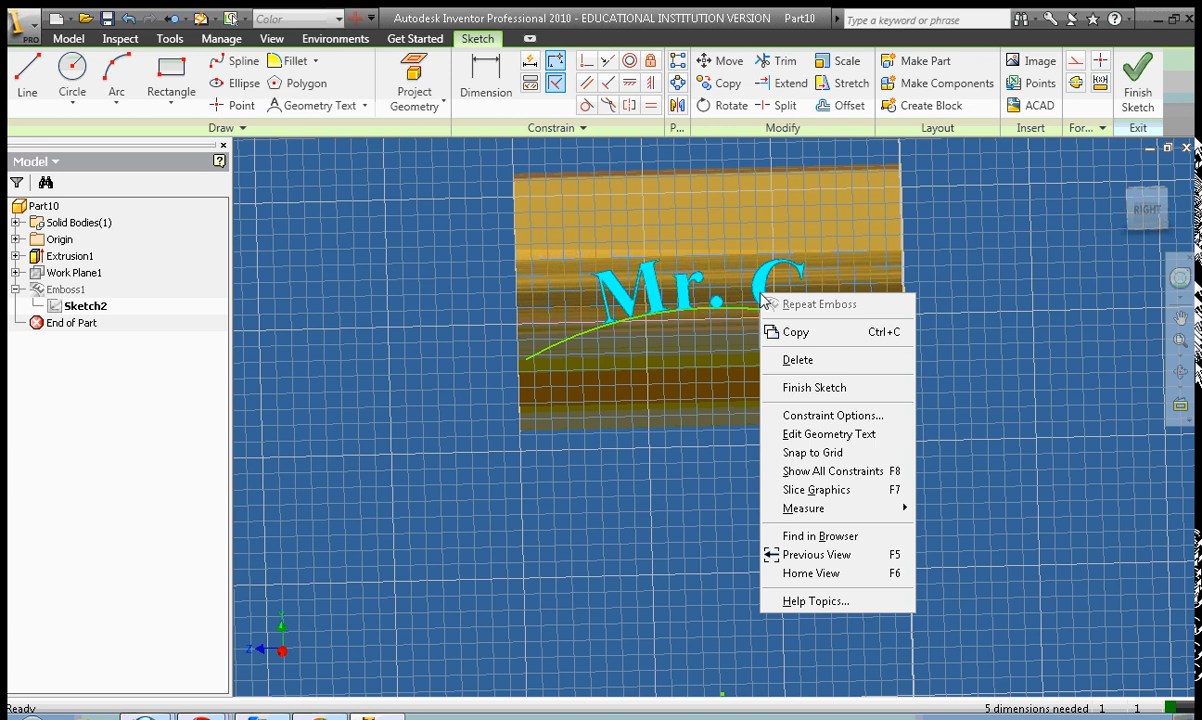 Color
Autodesk Inventor Professional 2010 - EDUCATIONAL INSTITUTION VERSION Part10
Type a keyword or phrase
PRO
Model Inspect Tools Manage View Environments Get Started Sketch
Line
Circle
Arc
Rectangle
Spline
Ellipse
Point
Fillet
Polygon
Geometry Text
Project
Geometry
Dimension
Move
Copy
Rotate
Trim
Extend
Split
Scale
Stretch
Offset
Make Part
Make Components
Create Block
Image
Points
ACAD
Finish
Sketch
Draw
Constrain
P...
Modify
Layout
Insert
For...
Exit
Model
Part10
Solid Bodies(1)
Origin
Extrusion1
Work Plane1
Emboss1
Sketch2
End of Part
RIGHT
Mr. C
Repeat Emboss
Copy Ctrl+C
Delete
Finish Sketch
Constraint Options...
Edit Geometry Text
Snap to Grid
Show All Constraints F8
Slice Graphics F7
Measure
Find in Browser
Previous View F5
Home View F6
Help Topics...
Z
Ready
5 dimensions needed 1 1